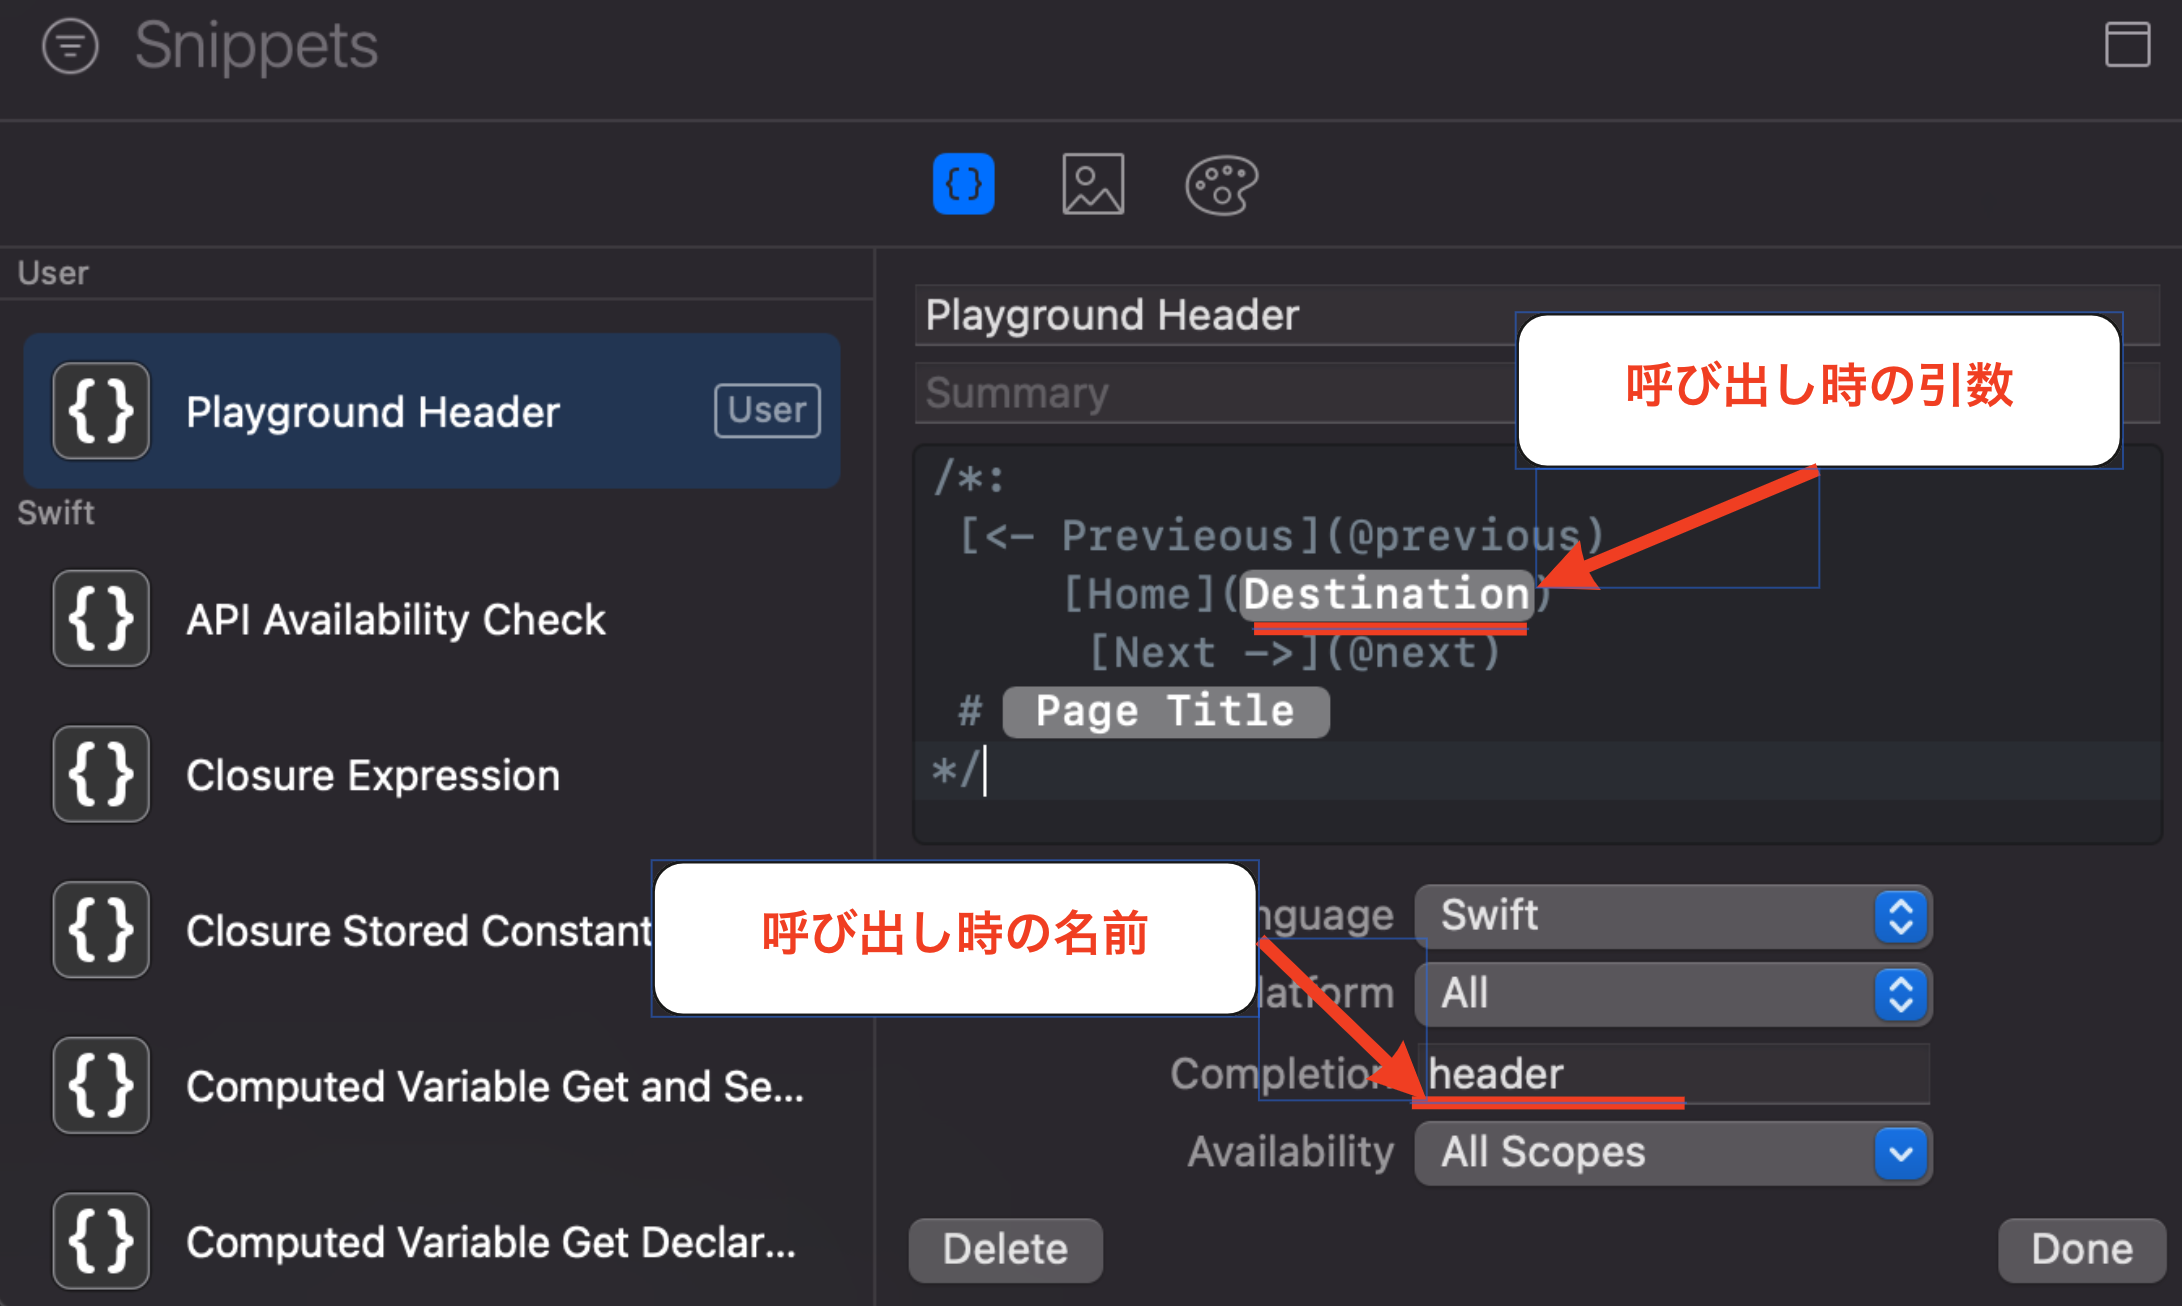 Snippets
{}
User
{} Playground Header User
Swift
{} API Availability Check
{} Closure Expression
{} Closure Stored Constant
{} Computed Variable Get and Se...
{} Computed Variable Get Declar...
Playground Header
Summary
呼び出し時の引数
/*:
[<- Previeous](@previous)
[Home](Destination)
[Next ->](@next)
# Page Title
*/
呼び出し時の名前
nguage Swift
latform All
Completion header
Availability All Scopes
Delete Done